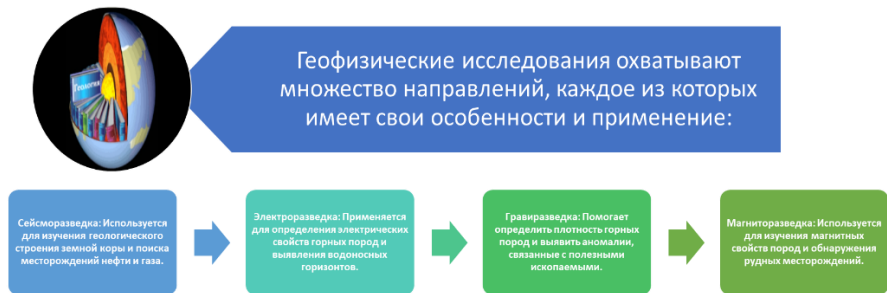 Геофизические исследования охватывают
множество направлений, каждое из которых
имеет свои особенности и применение:
Геология
Сейсморазведка: Используется
для изучения геологического
строения земной коры и поиска
месторождений нефти и газа.
Электроразведка: Применяется
для определения электрических
свойств горных пород и
выявления водоносных
горизонтов.
Гравиразведка: Помогает
определить плотность горных
пород и выявить аномалии,
связанные с полезными
ископаемыми.
Магниторазведка: Используется
для изучения магнитных
свойств пород и обнаружения
рудных месторождений.